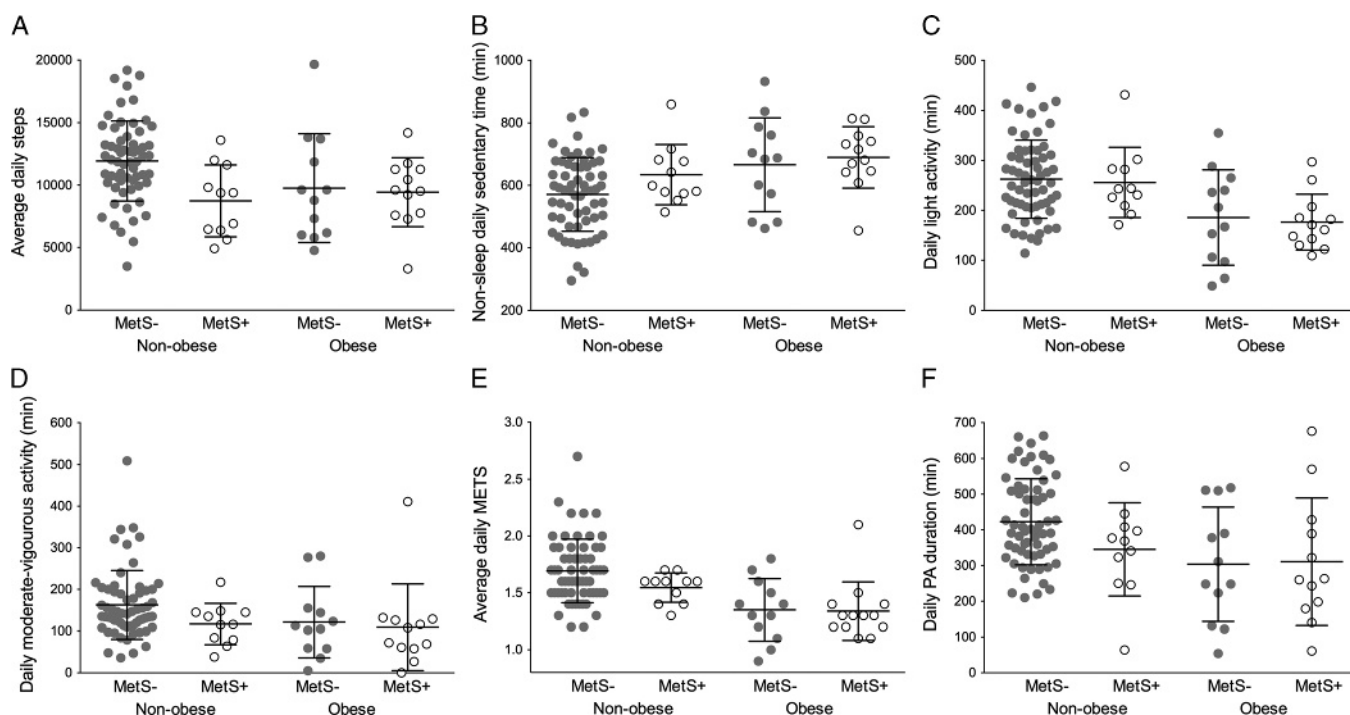 A
Average daily steps
20000
15000
10000
5000
0
MetS- MetS+ MetS- MetS+
Non-obese Obese
B
Non-sleep daily sedentary time (min)
1000
800
600
400
200
MetS- MetS+ MetS- MetS+
Non-obese Obese
C
Daily light activity (min)
500
400
300
200
100
0
MetS- MetS+ MetS- MetS+
Non-obese Obese
D
Daily moderate-vigourous activity (min)
600
500
400
300
200
100
0
MetS- MetS+ MetS- MetS+
Non-obese Obese
E
Average daily METS
3.0
2.5
2.0
1.5
1.0
MetS- MetS+ MetS- MetS+
Non-obese Obese
F
Daily PA duration (min)
700
600
500
400
300
200
100
0
MetS- MetS+ MetS- MetS+
Non-obese Obese